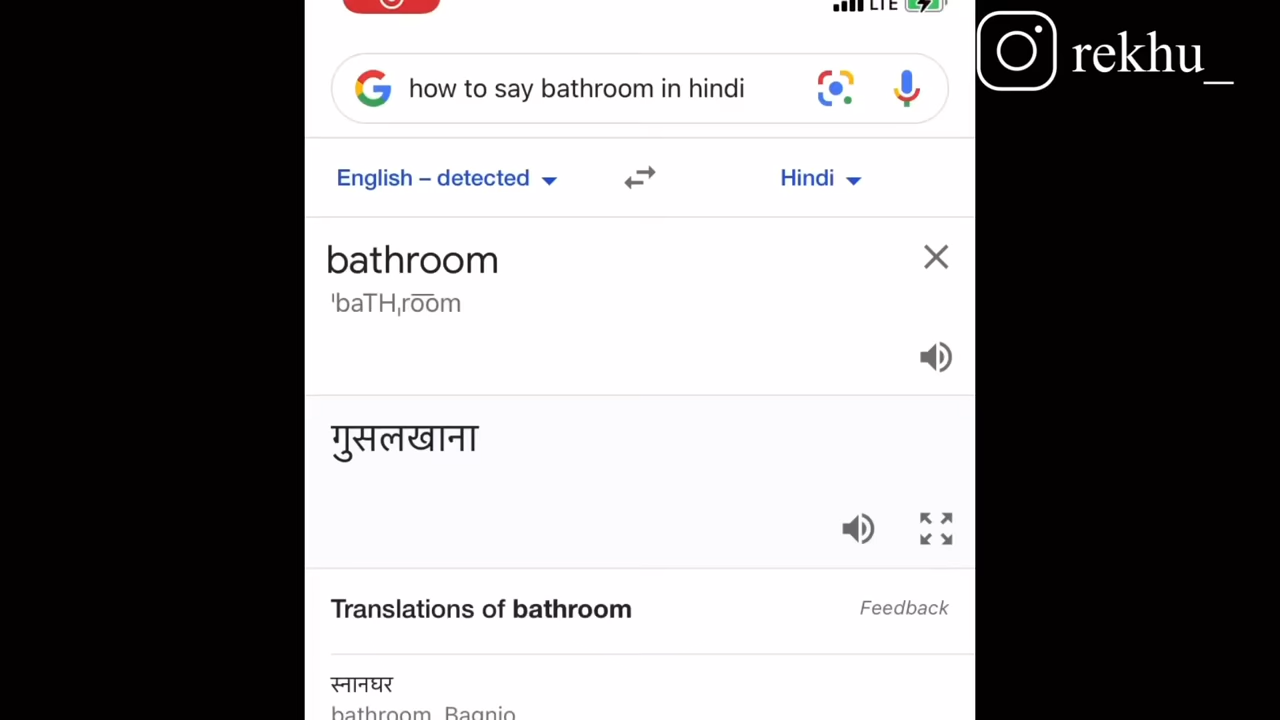 LTE
rekhu_
how to say bathroom in hindi
English – detected
Hindi
bathroom
ˈbaTHˌro͞om
गुसलखाना
Translations of bathroom
Feedback
स्नानघर
bathroom, Bagnio